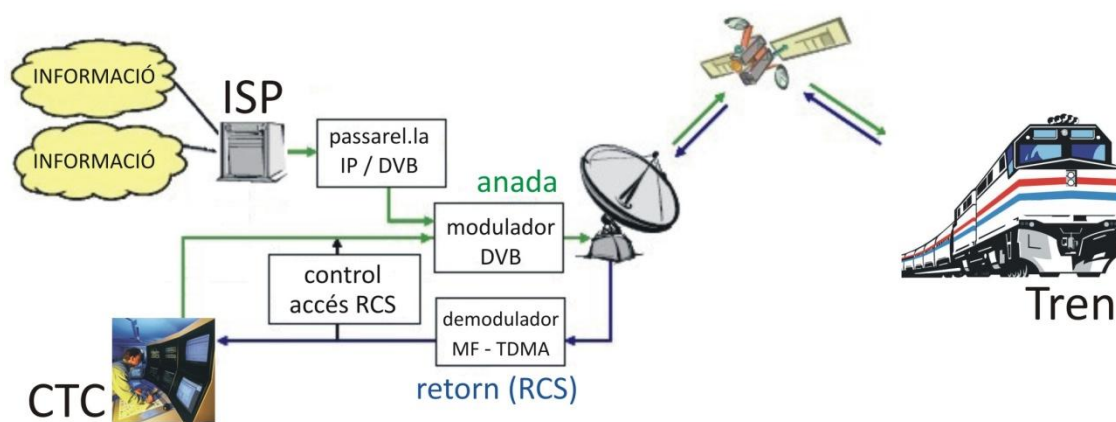 INFORMACIÓ
ISP
INFORMACIÓ
passarel.la
IP / DVB
anada
modulador
DVB
control
accés RCS
demodulador
MF - TDMA
retorn (RCS)
CTC
Tren